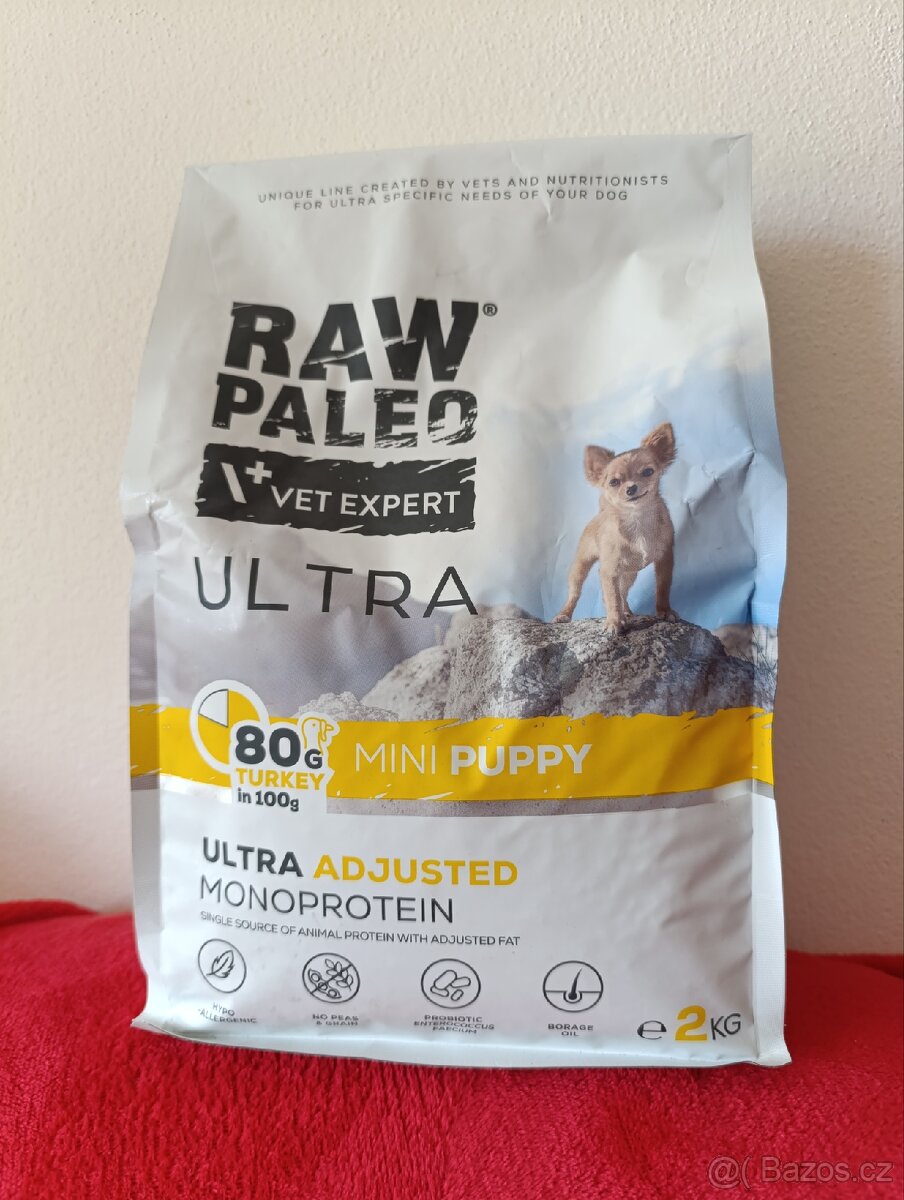 UNIQUE LINE CREATED BY VETS AND NUTRITIONISTS
FOR ULTRA SPECIFIC NEEDS OF YOUR DOG
RAW®
PALEO
V+ VET EXPERT
ULTRA
80G
TURKEY
in 100g
MINI PUPPY
ULTRA ADJUSTED
MONOPROTEIN
SINGLE SOURCE OF ANIMAL PROTEIN WITH ADJUSTED FAT
HYPO
-ALLERGENIC
NO PEAS
& GRAIN
PROBIOTIC
ENTEROCOCCUS
FAECIUM
BORAGE
OIL
℮ 2KG
@( Bazos.cz